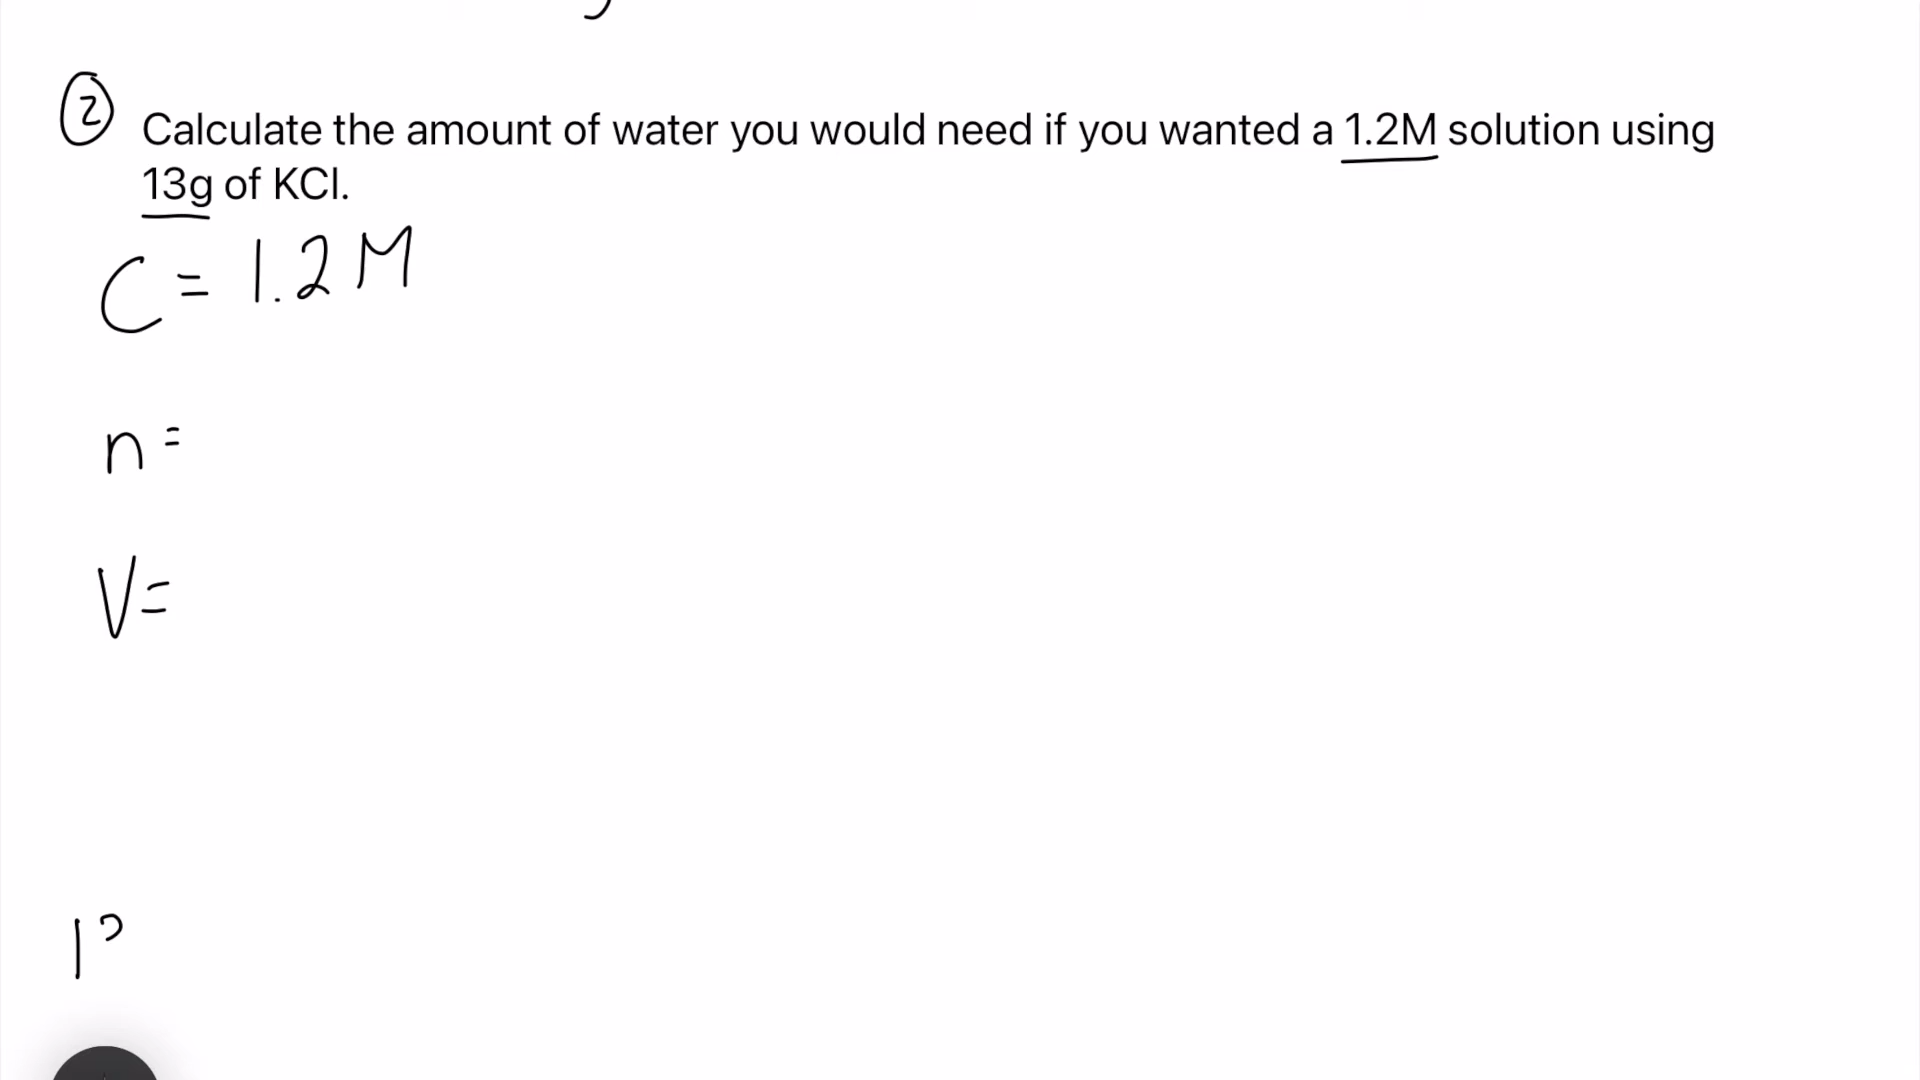 ② Calculate the amount of water you would need if you wanted a 1.2M solution using
13g of KCl.
C = 1.2 M
n =
V =